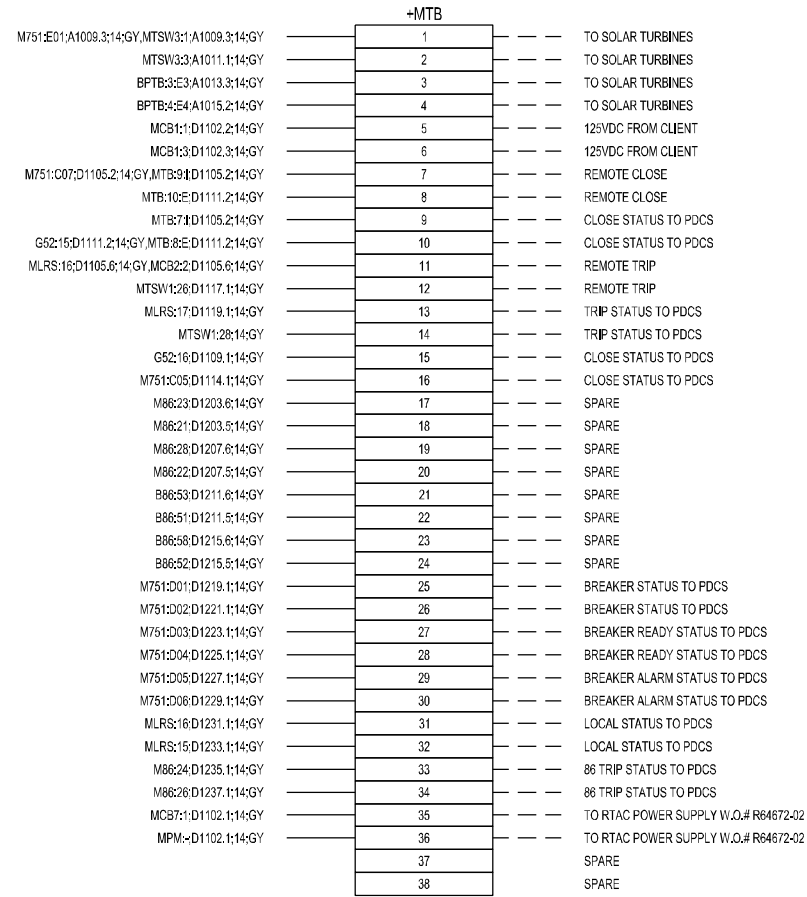 +MTB
M751:E01;A1009.3;14;GY,MTSW3:1;A1009.3;14;GY 1 TO SOLAR TURBINES
MTSW3:3;A1011.1;14;GY 2 TO SOLAR TURBINES
BPTB:3:E3;A1013.3;14;GY 3 TO SOLAR TURBINES
BPTB:4:E4;A1015.2;14;GY 4 TO SOLAR TURBINES
MCB1:1;D1102.2;14;GY 5 125VDC FROM CLIENT
MCB1:3;D1102.3;14;GY 6 125VDC FROM CLIENT
M751:C07;D1105.2;14;GY,MTB:9:I;D1105.2;14;GY 7 REMOTE CLOSE
MTB:10:E;D1111.2;14;GY 8 REMOTE CLOSE
MTB:7:I;D1105.2;14;GY 9 CLOSE STATUS TO PDCS
G52:15;D1111.2;14;GY,MTB:8:E;D1111.2;14;GY 10 CLOSE STATUS TO PDCS
MLRS:16;D1105.6;14;GY,MCB2:2;D1105.6;14;GY 11 REMOTE TRIP
MTSW1:26;D1117.1;14;GY 12 REMOTE TRIP
MLRS:17;D1119.1;14;GY 13 TRIP STATUS TO PDCS
MTSW1:28;14;GY 14 TRIP STATUS TO PDCS
G52:16;D1109.1;14;GY 15 CLOSE STATUS TO PDCS
M751:C05;D1114.1;14;GY 16 CLOSE STATUS TO PDCS
M86:23;D1203.6;14;GY 17 SPARE
M86:21;D1203.5;14;GY 18 SPARE
M86:28;D1207.6;14;GY 19 SPARE
M86:22;D1207.5;14;GY 20 SPARE
B86:53;D1211.6;14;GY 21 SPARE
B86:51;D1211.5;14;GY 22 SPARE
B86:58;D1215.6;14;GY 23 SPARE
B86:52;D1215.5;14;GY 24 SPARE
M751:D01;D1219.1;14;GY 25 BREAKER STATUS TO PDCS
M751:D02;D1221.1;14;GY 26 BREAKER STATUS TO PDCS
M751:D03;D1223.1;14;GY 27 BREAKER READY STATUS TO PDCS
M751:D04;D1225.1;14;GY 28 BREAKER READY STATUS TO PDCS
M751:D05;D1227.1;14;GY 29 BREAKER ALARM STATUS TO PDCS
M751:D06;D1229.1;14;GY 30 BREAKER ALARM STATUS TO PDCS
MLRS:16;D1231.1;14;GY 31 LOCAL STATUS TO PDCS
MLRS:15;D1233.1;14;GY 32 LOCAL STATUS TO PDCS
M86:24;D1235.1;14;GY 33 86 TRIP STATUS TO PDCS
M86:26;D1237.1;14;GY 34 86 TRIP STATUS TO PDCS
MCB7:1;D1102.1;14;GY 35 TO RTAC POWER SUPPLY W.O.# R64672-02
MPM:-;D1102.1;14;GY 36 TO RTAC POWER SUPPLY W.O.# R64672-02
37 SPARE
38 SPARE